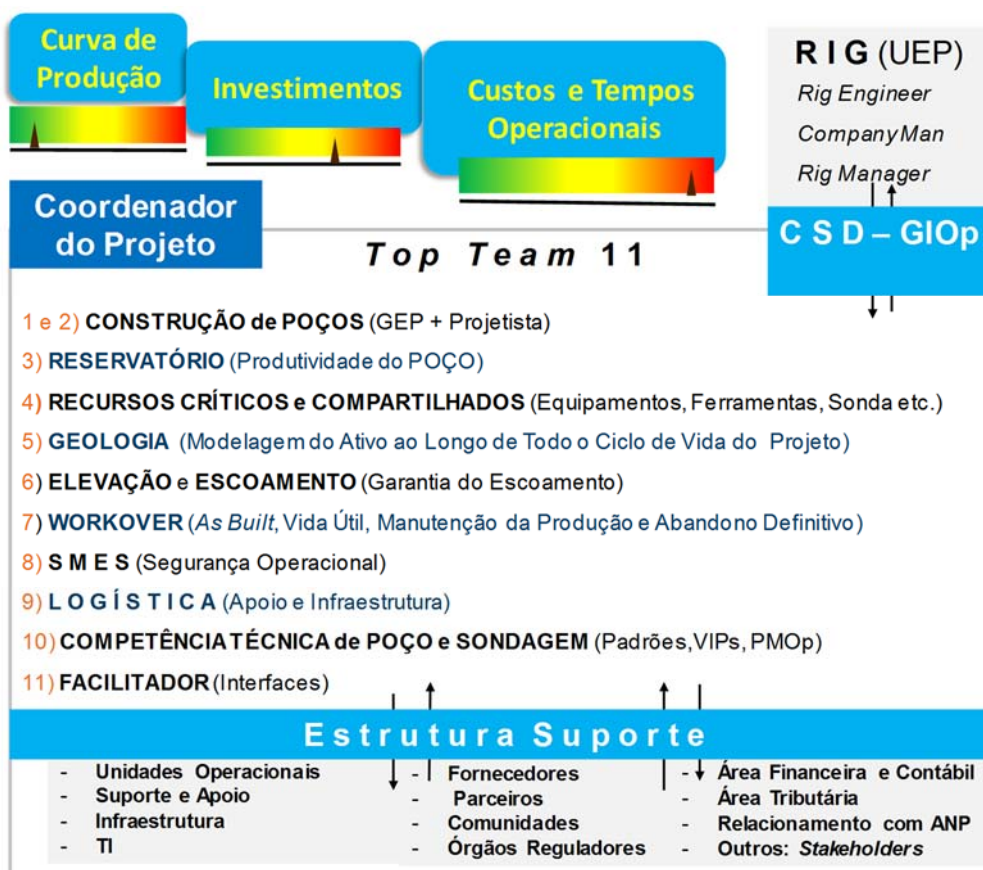 Curva de
Produção
Investimentos
Custos e Tempos
Operacionais
R I G (UEP)
Rig Engineer
CompanyMan
Rig Manager
Coordenador
do Projeto
Top Team 11
C S D – GIOp
1 e 2) CONSTRUÇÃO de POÇOS (GEP + Projetista)
3) RESERVATÓRIO (Produtividade do POÇO)
4) RECURSOS CRÍTICOS e COMPARTILHADOS (Equipamentos, Ferramentas, Sonda etc.)
5) GEOLOGIA (Modelagem do Ativo ao Longo de Todo o Ciclo de Vida do Projeto)
6) ELEVAÇÃO e ESCOAMENTO (Garantia do Escoamento)
7) WORKOVER (As Built, Vida Útil, Manutenção da Produção e Abandono Definitivo)
8) S M E S (Segurança Operacional)
9) L O G Í S T I C A (Apoio e Infraestrutura)
10) COMPETÊNCIA TÉCNICA de POÇO e SONDAGEM (Padrões, VIPs, PMOp)
11) FACILITADOR (Interfaces)
Estrutura Suporte
- Unidades Operacionais
- Suporte e Apoio
- Infraestrutura
- TI
- Fornecedores
- Parceiros
- Comunidades
- Órgãos Reguladores
- Área Financeira e Contábil
- Área Tributária
- Relacionamento com ANP
- Outros: Stakeholders